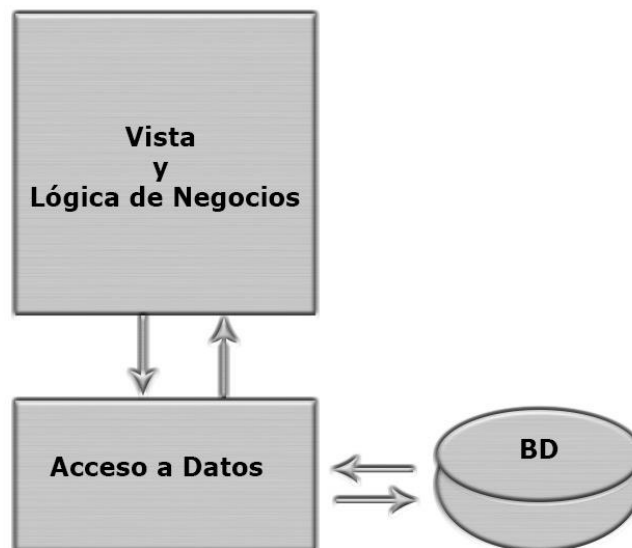 Vista
y
Lógica de Negocios
Acceso a Datos
BD